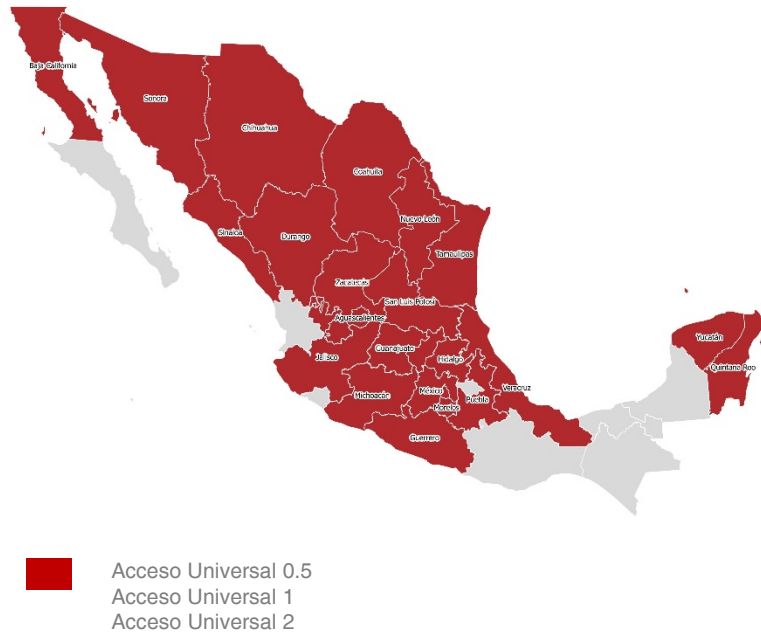 Baja California
Sonora
Chihuahua
Coahuila
Nuevo León
Sinaloa
Durango
Tamaulipas
Zacatecas
San Luis Potosí
Aguascalientes
Yucatán
Guanajuato
Jalisco
Hidalgo
Quintana Roo
México
Veracruz
Michoacán
Puebla
Morelos
Guerrero
Acceso Universal 0.5
Acceso Universal 1
Acceso Universal 2